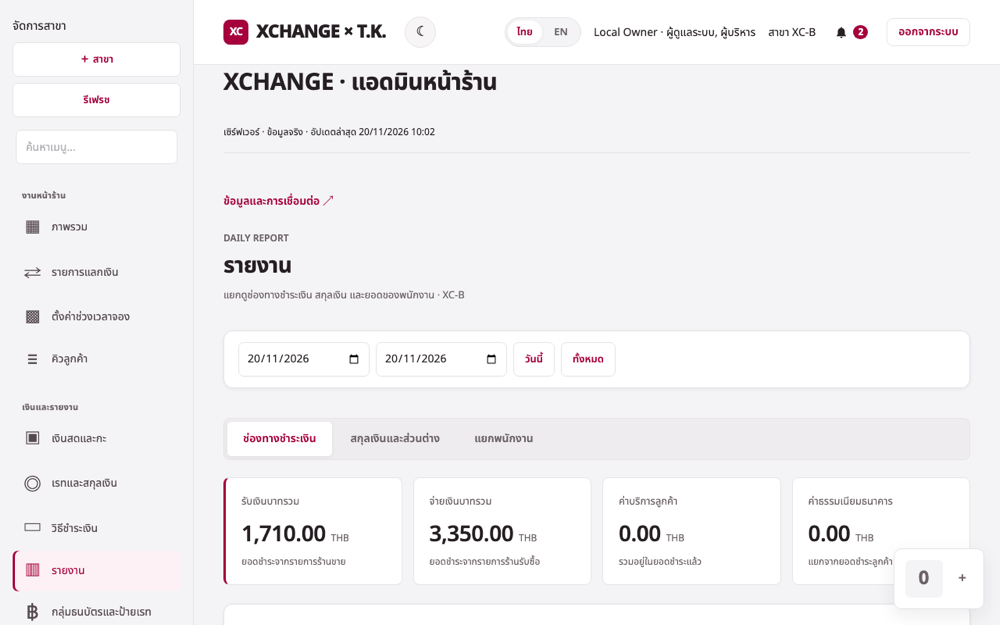 จัดการสาขา
+ สาขา
รีเฟรช
ค้นหาเมนู...
งานหน้าร้าน
ภาพรวม
รายการแลกเงิน
ตั้งค่าช่วงเวลาจอง
คิวลูกค้า
เงินและรายงาน
เงินสดและกะ
เรทและสกุลเงิน
วิธีชำระเงิน
รายงาน
กลุ่มธนบัตรและป้ายเรท
XC XCHANGE × T.K.
ไทย EN
Local Owner · ผู้ดูแลระบบ, ผู้บริหาร สาขา XC-B
2
ออกจากระบบ
XCHANGE · แอดมินหน้าร้าน
เซิร์ฟเวอร์ · ข้อมูลจริง · อัปเดตล่าสุด 20/11/2026 10:02
ข้อมูลและการเชื่อมต่อ ↗
DAILY REPORT
รายงาน
แยกดูช่องทางชำระเงิน สกุลเงิน และยอดของพนักงาน · XC-B
20/11/2026 20/11/2026 วันนี้ ทั้งหมด
ช่องทางชำระเงิน สกุลเงินและส่วนต่าง แยกพนักงาน
รับเงินบาทรวม
1,710.00 THB
ยอดชำระจากรายการร้านขาย
จ่ายเงินบาทรวม
3,350.00 THB
ยอดชำระจากรายการร้านรับซื้อ
ค่าบริการลูกค้า
0.00 THB
รวมอยู่ในยอดชำระแล้ว
ค่าธรรมเนียมธนาคาร
0.00 THB
แยกจากยอดชำระลูกค้า
0 +